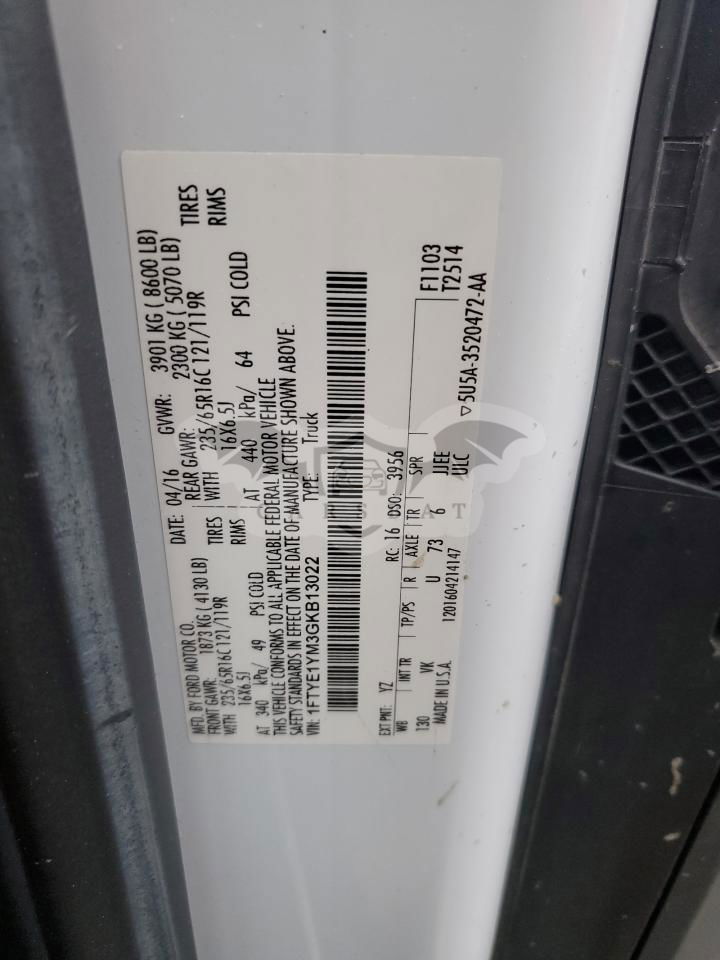 MFD. BY FORD MOTOR CO.
DATE: 04/16 GVWR: 3901 KG ( 8600 LB)
FRONT GAWR: 1873 KG ( 4130 LB)
REAR GAWR: 2300 KG ( 5070 LB)
WITH 235/65R16C 121/119R TIRES
WITH 235/65R16C 121/119R TIRES
16X6.5J RIMS
16X6.5J RIMS
AT 340 kPa/ 49 PSI COLD
AT 440 kPa/ 64 PSI COLD
THIS VEHICLE CONFORMS TO ALL APPLICABLE FEDERAL MOTOR VEHICLE
SAFETY STANDARDS IN EFFECT ON THE DATE OF MANUFACTURE SHOWN ABOVE.
VIN: 1FTYE1YM3GKB13022 TYPE: Truck
EXT PNT: YZ RC: 16 DSO: 3956 F1103
T2514
WB INT TR TP/PS R AXLE TR SPR
130 VK U 73 6 JJEE
ULC
MADE IN U.S.A. 1201604214147
▽5U5A-3520472-AA